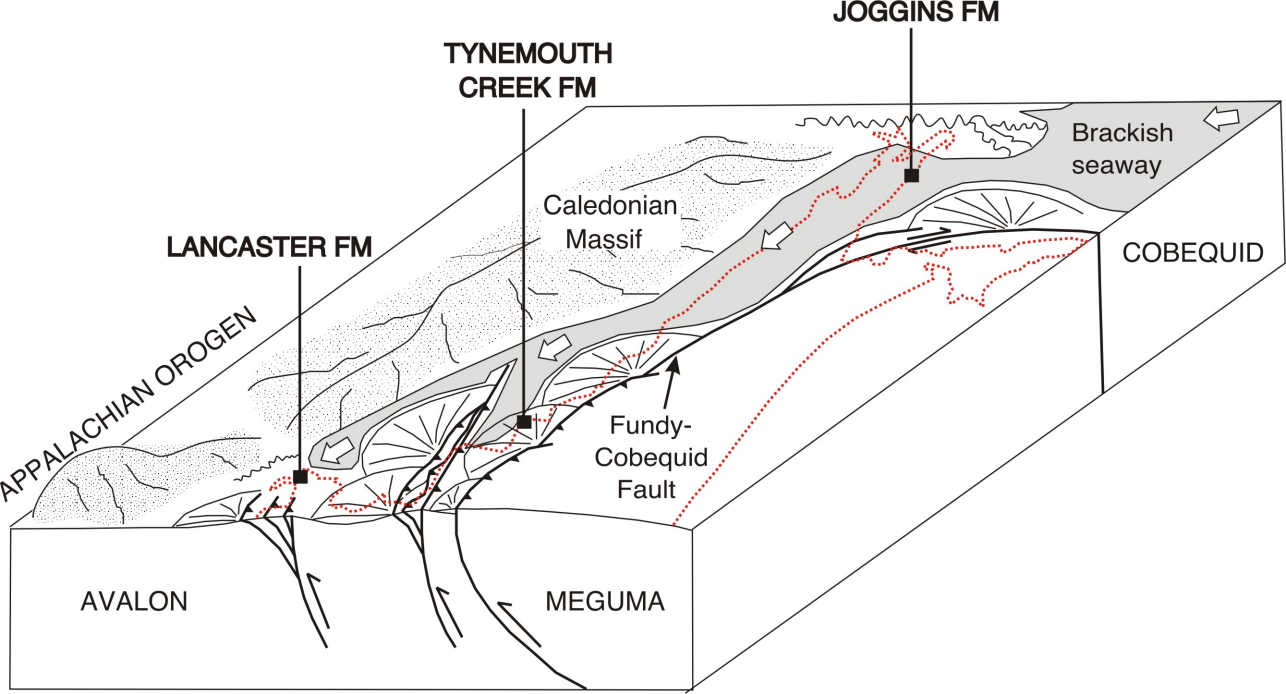 JOGGINS FM
TYNEMOUTH
CREEK FM
Brackish
seaway
Caledonian
Massif
LANCASTER FM
COBEQUID
APPALACHIAN OROGEN
Fundy-
Cobequid
Fault
AVALON
MEGUMA